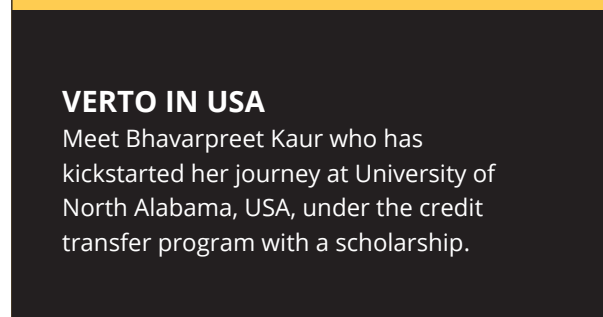 VERTO IN USA
Meet Bhavarpreet Kaur who has
kickstarted her journey at University of
North Alabama, USA, under the credit
transfer program with a scholarship.